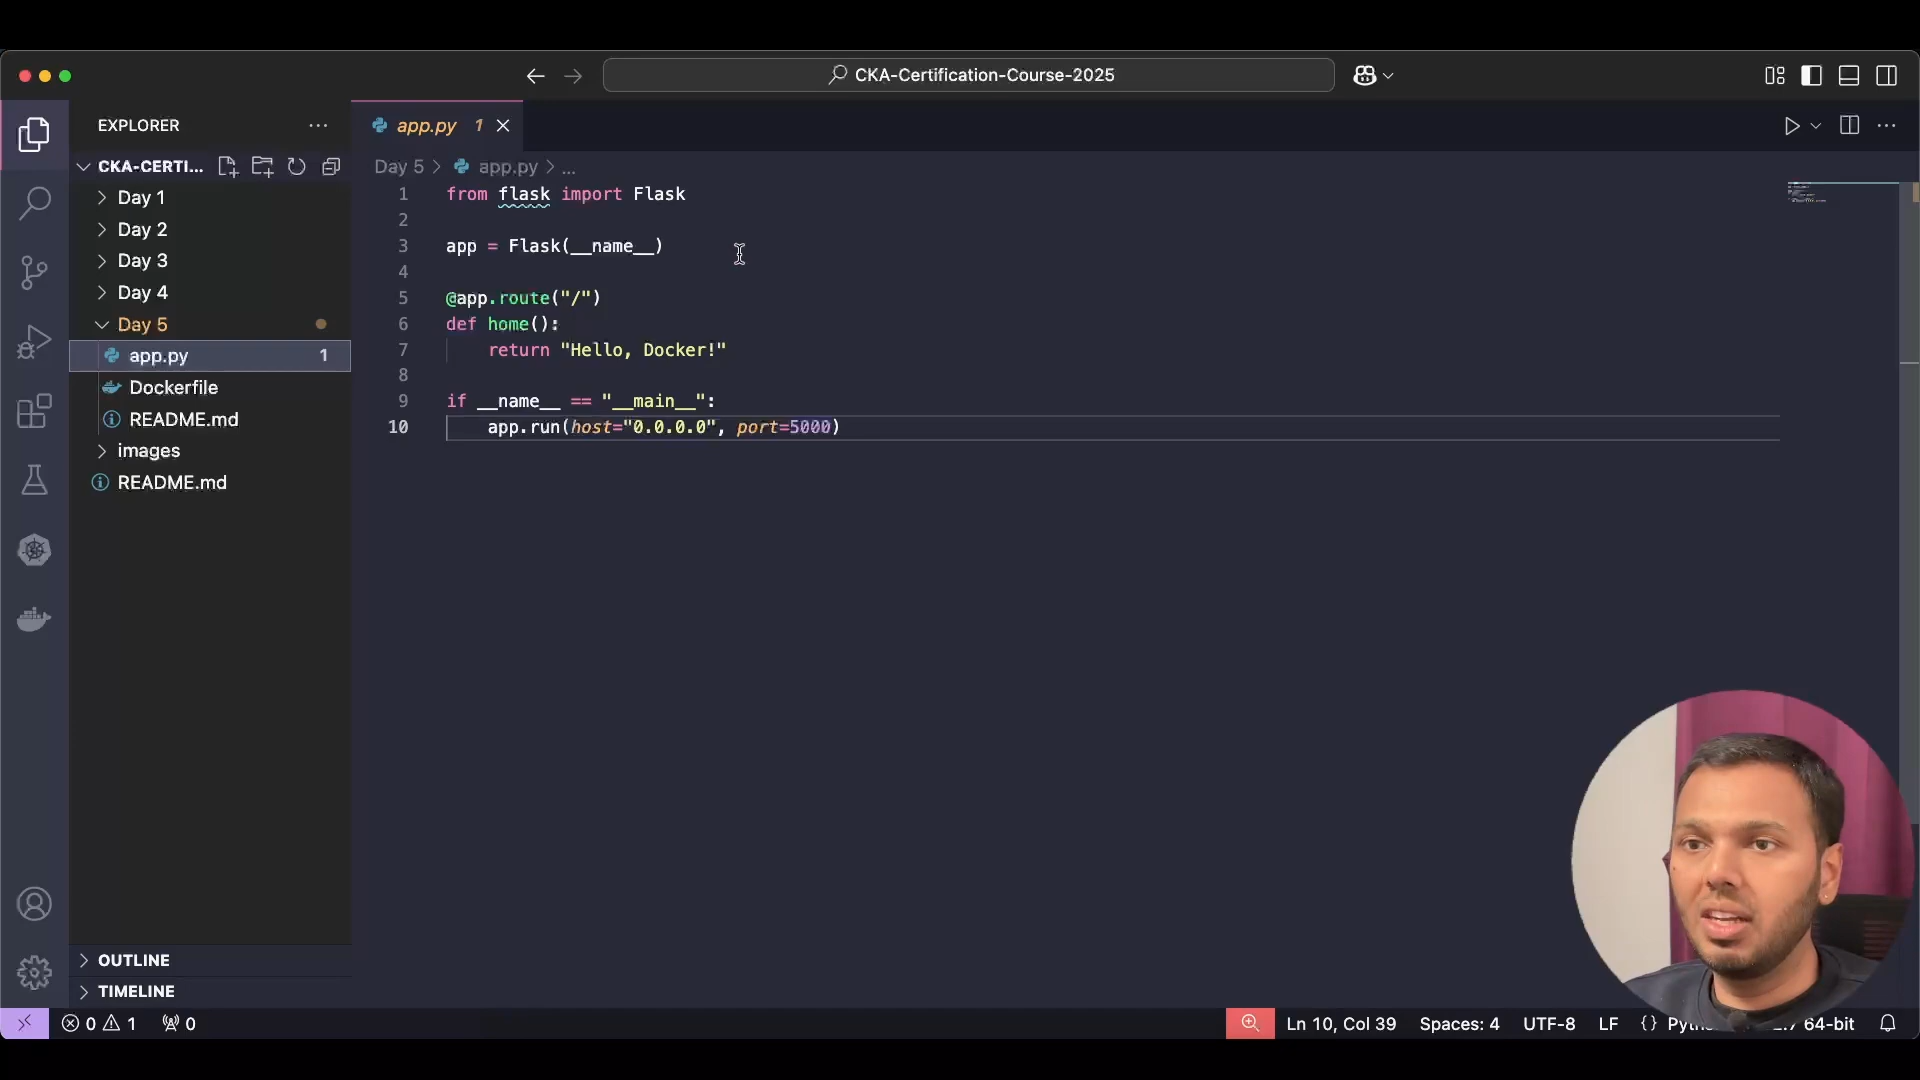 CKA-Certification-Course-2025
EXPLORER
CKA-CERTI...
Day 1
Day 2
Day 3
Day 4
Day 5
app.py 1
Dockerfile
README.md
images
README.md
OUTLINE
TIMELINE
app.py 1
Day 5 > app.py > ...
1 from flask import Flask
2
3 app = Flask(__name__)
4
5 @app.route("/")
6 def home():
7 return "Hello, Docker!"
8
9 if __name__ == "__main__":
10 app.run(host="0.0.0.0", port=5000)
0 1 0
Ln 10, Col 39 Spaces: 4 UTF-8 LF {} 64-bit